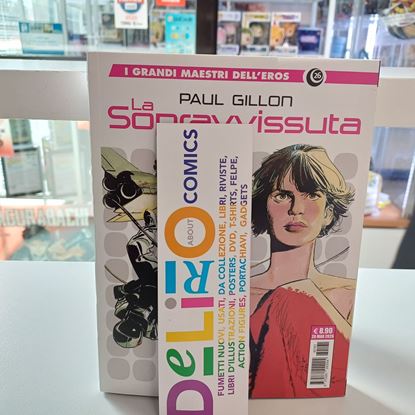 I GRANDI MAESTRI DELL'EROS 26
PAUL GILLON
La Sopravvissuta
DeLiRIO
ABOUT
COMICS
FUMETTI NUOVI, USATI, DA COLLEZIONE, LIBRI, RIVISTE,
LIBRI D'ILLUSTRAZIONI, POSTERS, DVD, T-SHIRTS, FELPE,
ACTION FIGURES, PORTACHIAVI, GADGETS
€ 8,90